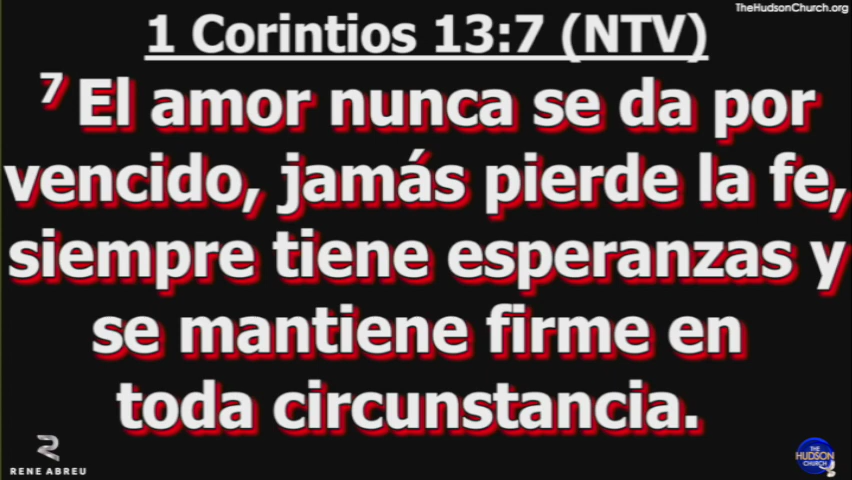 TheHudsonChurch.org
1 Corintios 13:7 (NTV)
7 El amor nunca se da por
vencido, jamás pierde la fe,
siempre tiene esperanzas y
se mantiene firme en
toda circunstancia.
RENE ABREU
THE
HUDSON
CHURCH